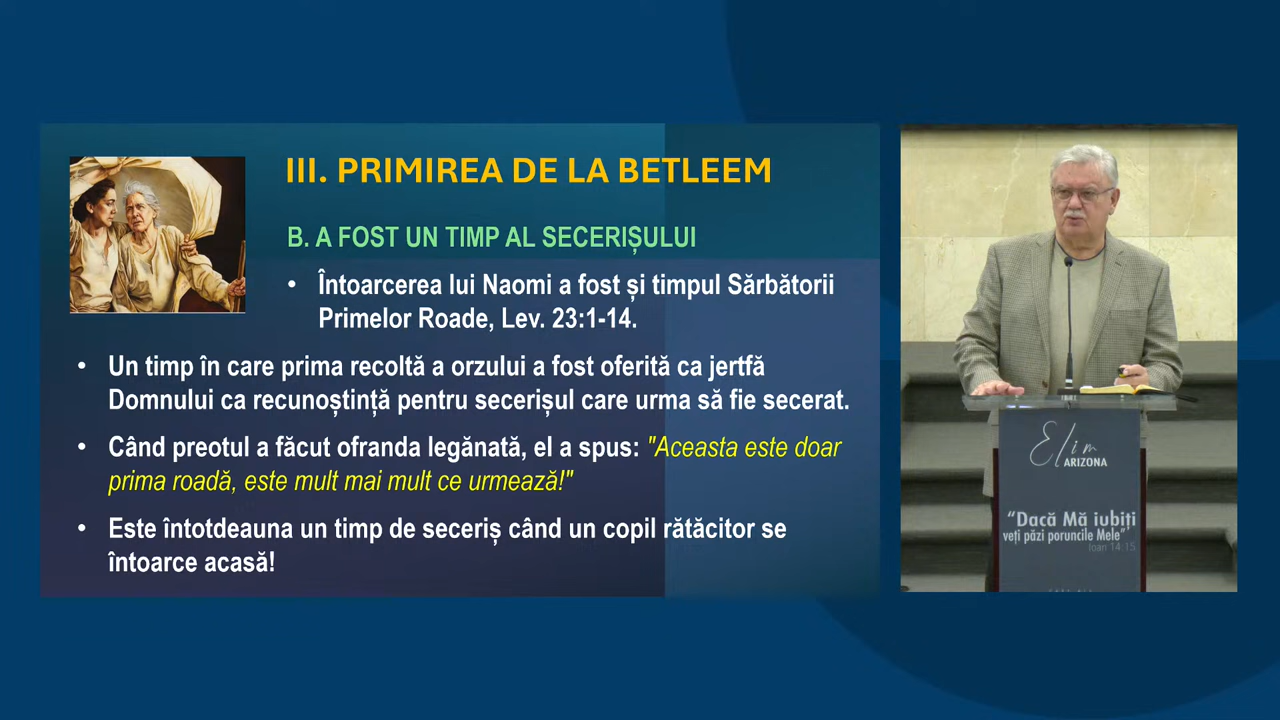 III. PRIMIREA DE LA BETLEEM
B. A FOST UN TIMP AL SECERIȘULUI
• Întoarcerea lui Naomi a fost și timpul Sărbătorii
Primelor Roade, Lev. 23:1-14.
• Un timp în care prima recoltă a orzului a fost oferită ca jertfă
Domnului ca recunoștință pentru secerișul care urma să fie secerat.
• Când preotul a făcut ofranda legănată, el a spus: "Aceasta este doar
prima roadă, este mult mai mult ce urmează!"
• Este întotdeauna un timp de seceriș când un copil rătăcitor se
întoarce acasă!
Elim
ARIZONA
“Dacă Mă iubiți
veți păzi poruncile Mele”
Ioan 14:15